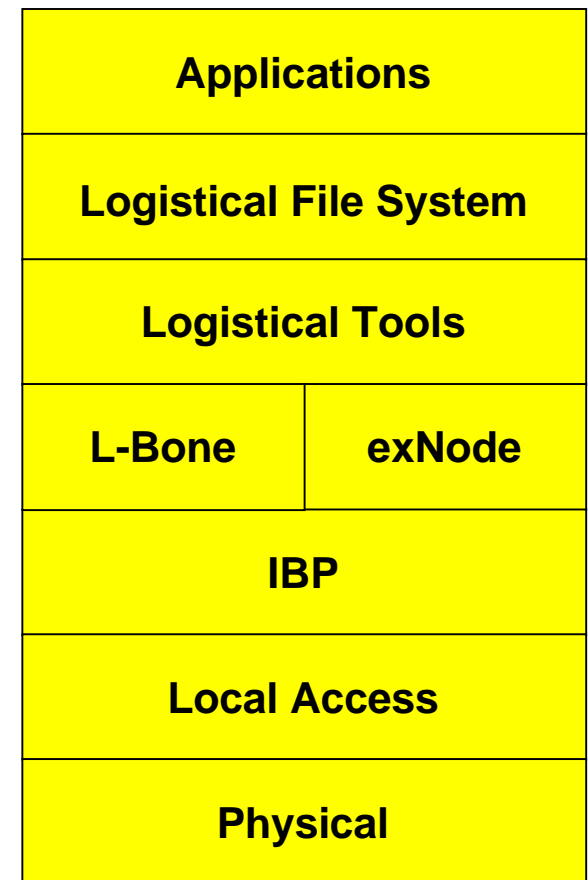 Applications
Logistical File System
Logistical Tools
L-Bone exNode
IBP
Local Access
Physical